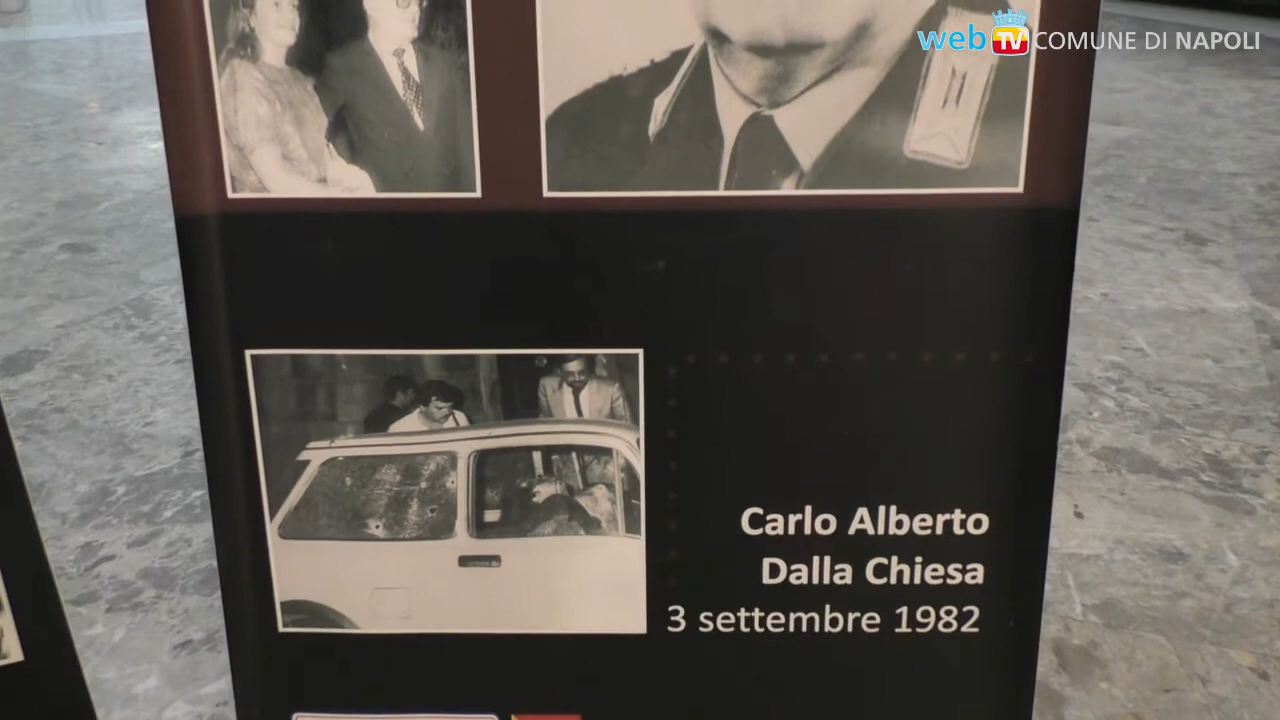 web TV COMUNE DI NAPOLI
Carlo Alberto
Dalla Chiesa
3 settembre 1982